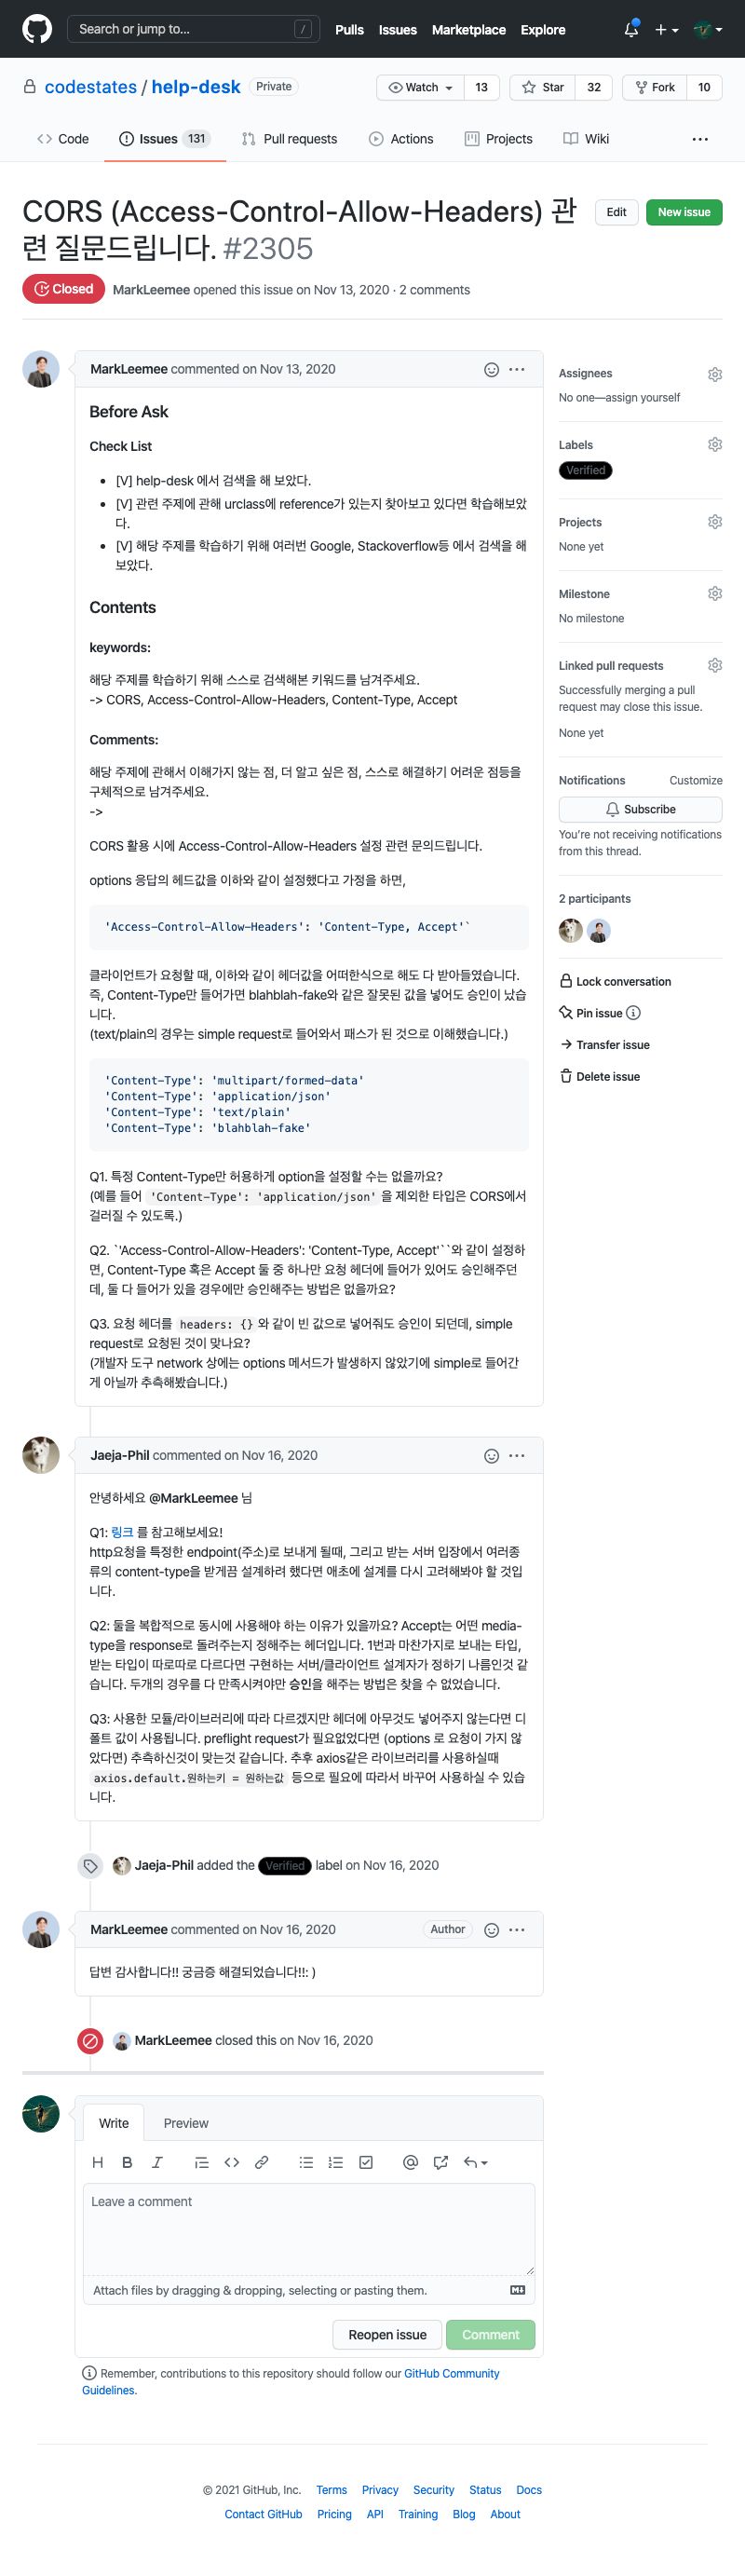 Search or jump to...
/
Pulls
Issues
Marketplace
Explore
codestates / help-desk
Private
Watch
13
Star
32
Fork
10
Code
Issues
131
Pull requests
Actions
Projects
Wiki
CORS (Access-Control-Allow-Headers) 관
련 질문드립니다. #2305
Edit
New issue
Closed
MarkLeemee opened this issue on Nov 13, 2020 · 2 comments
MarkLeemee commented on Nov 13, 2020
Before Ask
Check List
[V] help-desk 에서 검색을 해 보았다.
[V] 관련 주제에 관해 urclass에 reference가 있는지 찾아보고 있다면 학습해보았
다.
[V] 해당 주제를 학습하기 위해 여러번 Google, Stackoverflow등 에서 검색을 해
보았다.
Contents
keywords:
해당 주제를 학습하기 위해 스스로 검색해본 키워드를 남겨주세요.
-> CORS, Access-Control-Allow-Headers, Content-Type, Accept
Comments:
해당 주제에 관해서 이해가지 않는 점, 더 알고 싶은 점, 스스로 해결하기 어려운 점등을
구체적으로 남겨주세요.
->
CORS 활용 시에 Access-Control-Allow-Headers 설정 관련 문의드립니다.
options 응답의 헤드값을 이하와 같이 설정했다고 가정을 하면,
'Access-Control-Allow-Headers': 'Content-Type, Accept'`
클라이언트가 요청할 때, 이하와 같이 헤더값을 어떠한식으로 해도 다 받아들였습니다.
즉, Content-Type만 들어가면 blahblah-fake와 같은 잘못된 값을 넣어도 승인이 났습
니다.
(text/plain의 경우는 simple request로 들어와서 패스가 된 것으로 이해했습니다.)
'Content-Type': 'multipart/formed-data'
'Content-Type': 'application/json'
'Content-Type': 'text/plain'
'Content-Type': 'blahblah-fake'
Q1. 특정 Content-Type만 허용하게 option을 설정할 수는 없을까요?
(예를 들어 'Content-Type': 'application/json' 을 제외한 타입은 CORS에서
걸러질 수 있도록.)
Q2. `'Access-Control-Allow-Headers': 'Content-Type, Accept'``와 같이 설정하
면, Content-Type 혹은 Accept 둘 중 하나만 요청 헤더에 들어가 있어도 승인해주던
데, 둘 다 들어가 있을 경우에만 승인해주는 방법은 없을까요?
Q3. 요청 헤더를 headers: {} 와 같이 빈 값으로 넣어줘도 승인이 되던데, simple
request로 요청된 것이 맞나요?
(개발자 도구 network 상에는 options 메서드가 발생하지 않았기에 simple로 들어간
게 아닐까 추측해봤습니다.)
Jaeja-Phil commented on Nov 16, 2020
안녕하세요 @MarkLeemee 님
Q1: 링크 를 참고해보세요!
http요청을 특정한 endpoint(주소)로 보내게 될때, 그리고 받는 서버 입장에서 여러종
류의 content-type을 받게끔 설계하려 했다면 애초에 설계를 다시 고려해봐야 할 것입
니다.
Q2: 둘을 복합적으로 동시에 사용해야 하는 이유가 있을까요? Accept는 어떤 media-
type을 response로 돌려주는지 정해주는 헤더입니다. 1번과 마찬가지로 보내는 타입,
받는 타입이 따로따로 다르다면 구현하는 서버/클라이언트 설계자가 정하기 나름인것 같
습니다. 두개의 경우를 다 만족시켜야만 승인을 해주는 방법은 찾을 수 없었습니다.
Q3: 사용한 모듈/라이브러리에 따라 다르겠지만 헤더에 아무것도 넣어주지 않는다면 디
폴트 값이 사용됩니다. preflight request가 필요없었다면 (options 로 요청이 가지 않
았다면) 추측하신것이 맞는것 같습니다. 추후 axios같은 라이브러리를 사용하실때
axios.default.원하는키 = 원하는값 등으로 필요에 따라서 바꾸어 사용하실 수 있습
니다.
Jaeja-Phil added the Verified label on Nov 16, 2020
MarkLeemee commented on Nov 16, 2020
Author
답변 감사합니다!! 궁금증 해결되었습니다!!: )
MarkLeemee closed this on Nov 16, 2020
Write
Preview
Leave a comment
Attach files by dragging & dropping, selecting or pasting them.
Reopen issue
Comment
Remember, contributions to this repository should follow our GitHub Community
Guidelines.
Assignees
No one—assign yourself
Labels
Verified
Projects
None yet
Milestone
No milestone
Linked pull requests
Successfully merging a pull
request may close this issue.
None yet
Notifications
Customize
Subscribe
You're not receiving notifications
from this thread.
2 participants
Lock conversation
Pin issue
Transfer issue
Delete issue
© 2021 GitHub, Inc.
Terms
Privacy
Security
Status
Docs
Contact GitHub
Pricing
API
Training
Blog
About